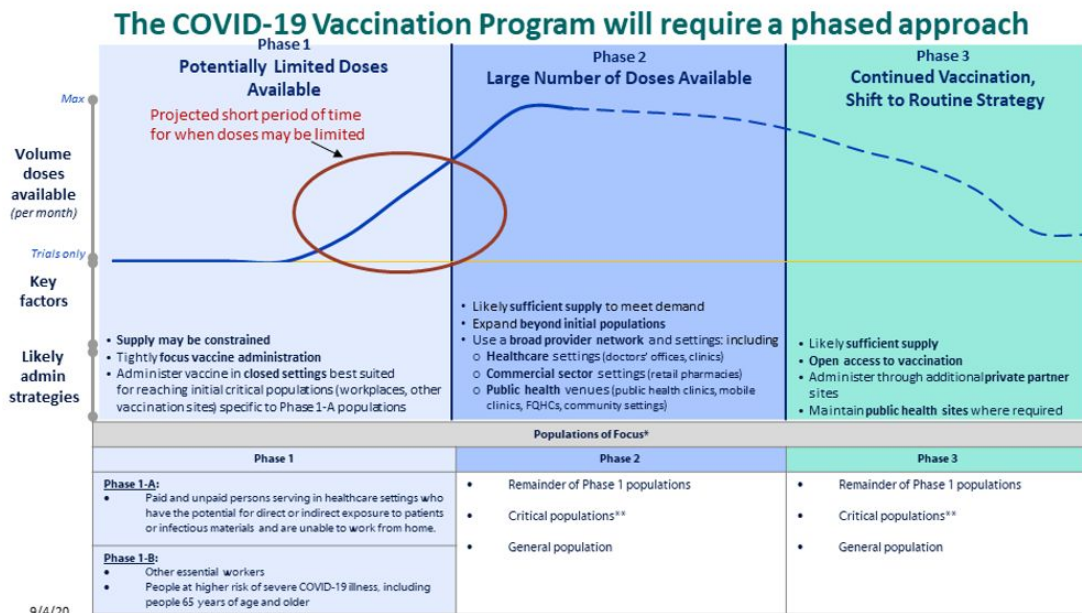 The COVID-19 Vaccination Program will require a phased approach
Phase 1
Potentially Limited Doses
Available
Projected short period of time
for when doses may be limited
Phase 2
Large Number of Doses Available
Phase 3
Continued Vaccination,
Shift to Routine Strategy
Max
Volume
doses
available
(per month)
Trials only
Key
factors
Likely
admin
strategies
• Supply may be constrained
• Tightly focus vaccine administration
• Administer vaccine in closed settings best suited
for reaching initial critical populations (workplaces, other
vaccination sites) specific to Phase 1-A populations
• Likely sufficient supply to meet demand
• Expand beyond initial populations
• Use a broad provider network and settings: including
o Healthcare settings (doctors' offices, clinics)
o Commercial sector settings (retail pharmacies)
o Public health venues (public health clinics, mobile
clinics, FQHCs, community settings)
• Likely sufficient supply
• Open access to vaccination
• Administer through additional private partner
sites
• Maintain public health sites where required
Populations of Focus*
Phase 1
Phase 2
Phase 3
Phase 1-A:
• Paid and unpaid persons serving in healthcare settings who
have the potential for direct or indirect exposure to patients
or infectious materials and are unable to work from home.
Phase 1-B:
• Other essential workers
• People at higher risk of severe COVID-19 illness, including
people 65 years of age and older
• Remainder of Phase 1 populations
• Critical populations**
• General population
• Remainder of Phase 1 populations
• Critical populations**
• General population
9/4/20